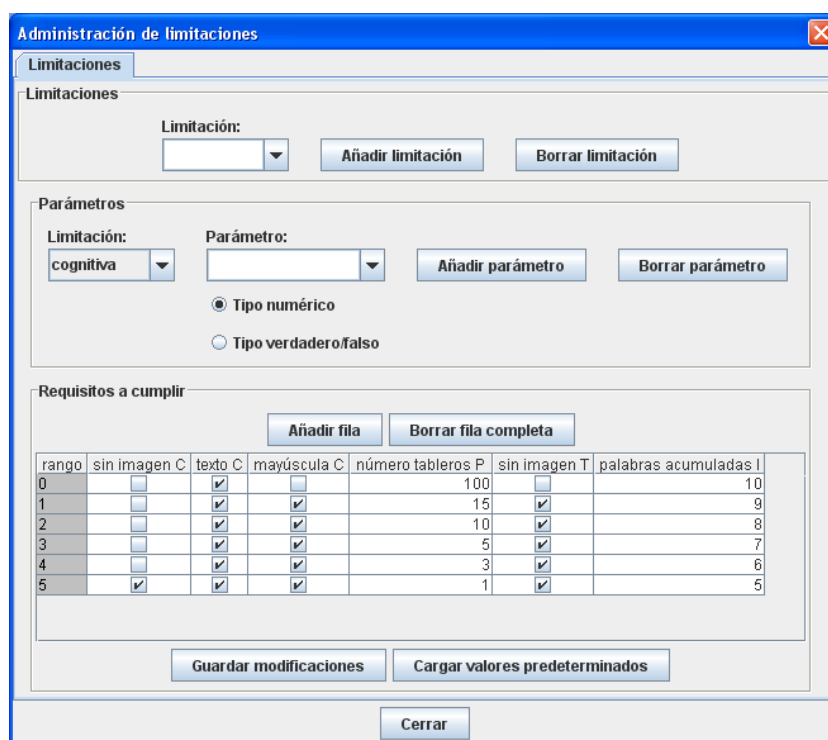 Administración de limitaciones
Limitaciones
Limitaciones
Limitación:
Añadir limitación Borrar limitación
Parámetros
Limitación: Parámetro:
cognitiva Añadir parámetro Borrar parámetro
Tipo numérico
Tipo verdadero/falso
Requisitos a cumplir
Añadir fila Borrar fila completa
rango sin imagen C texto C mayúscula C número tableros P sin imagen T palabras acumuladas I
0 100 10
1 15 9
2 10 8
3 5 7
4 3 6
5 1 5
Guardar modificaciones Cargar valores predeterminados
Cerrar